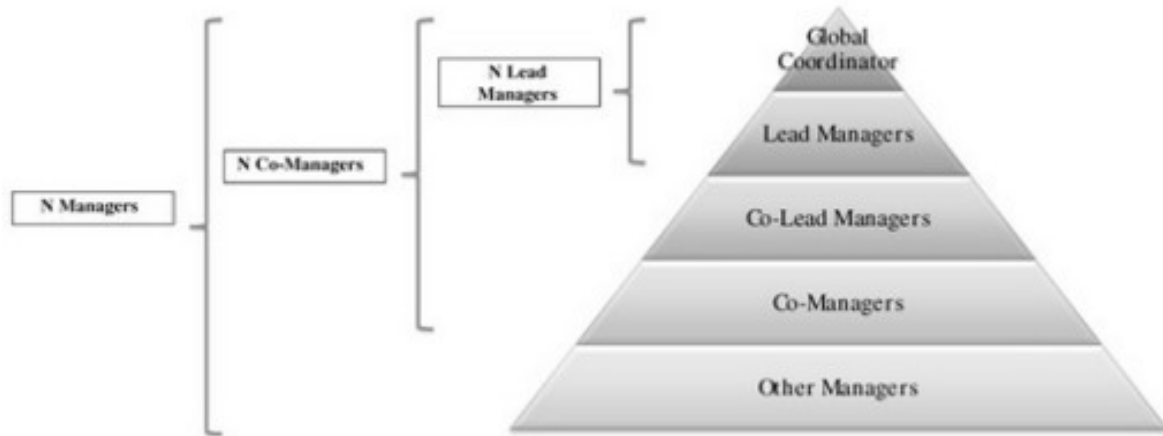 N Managers
N Co-Managers
N Lead
Managers
Global
Coordinator
Lead Managers
Co-Lead Managers
Co-Managers
Other Managers